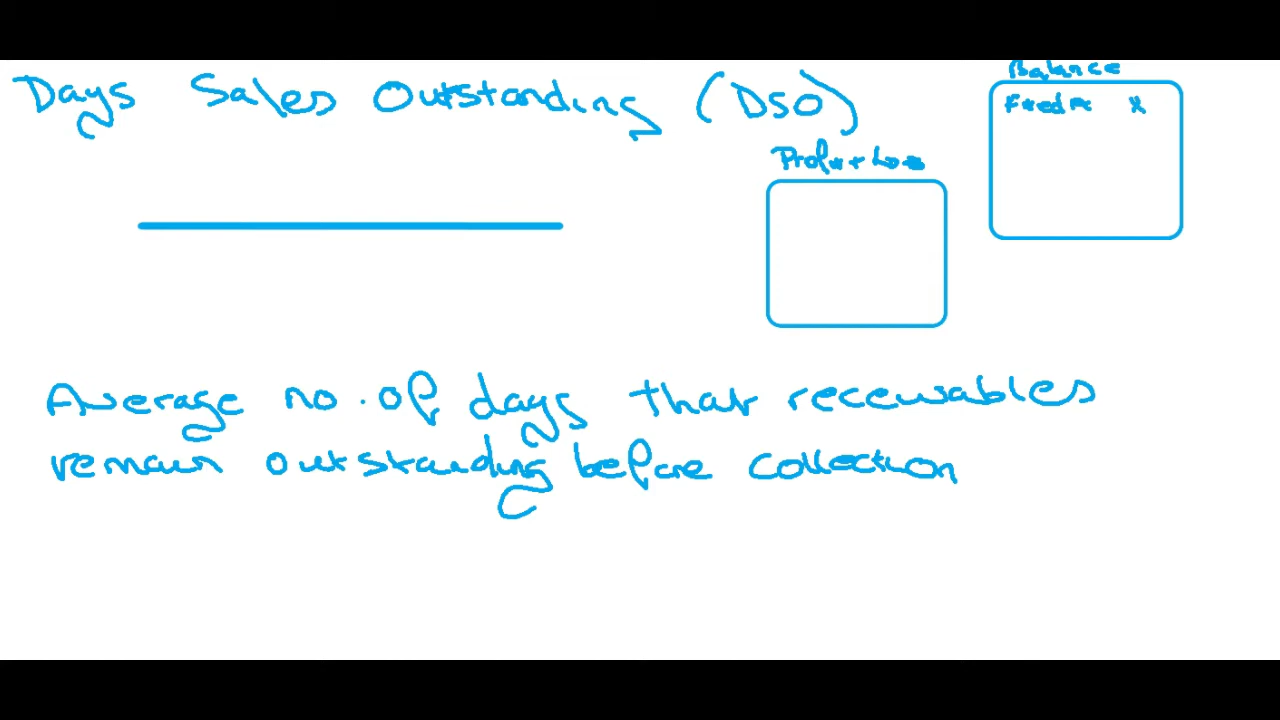 Days Sales Outstanding (DSO)
Balance
Fixed A x
Profit + Loss
Average no. of days that receivables
remain outstanding before collection